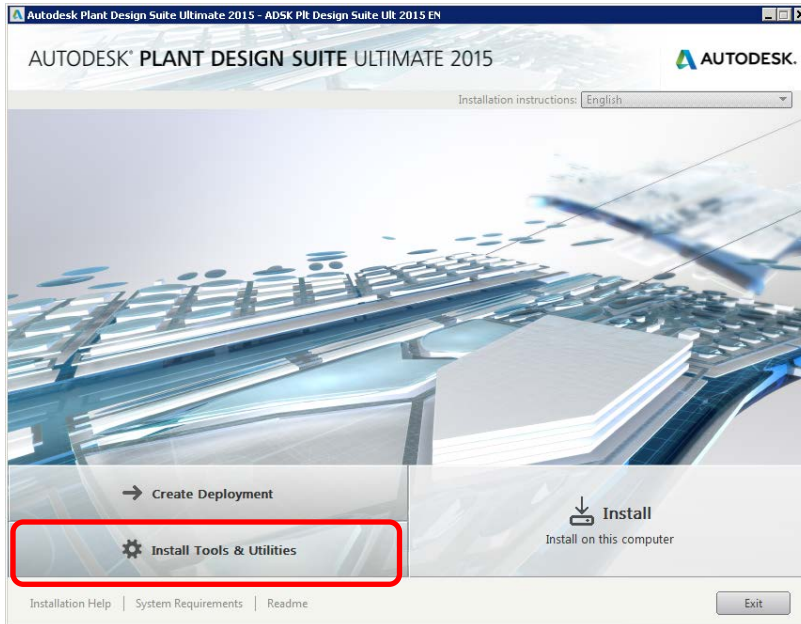 Autodesk Plant Design Suite Ultimate 2015 - ADSK Plt Design Suite Ult 2015 EN
AUTODESK® PLANT DESIGN SUITE ULTIMATE 2015
AUTODESK.
Installation instructions: English
Create Deployment
Install Tools & Utilities
Install
Install on this computer
Installation Help | System Requirements | Readme
Exit